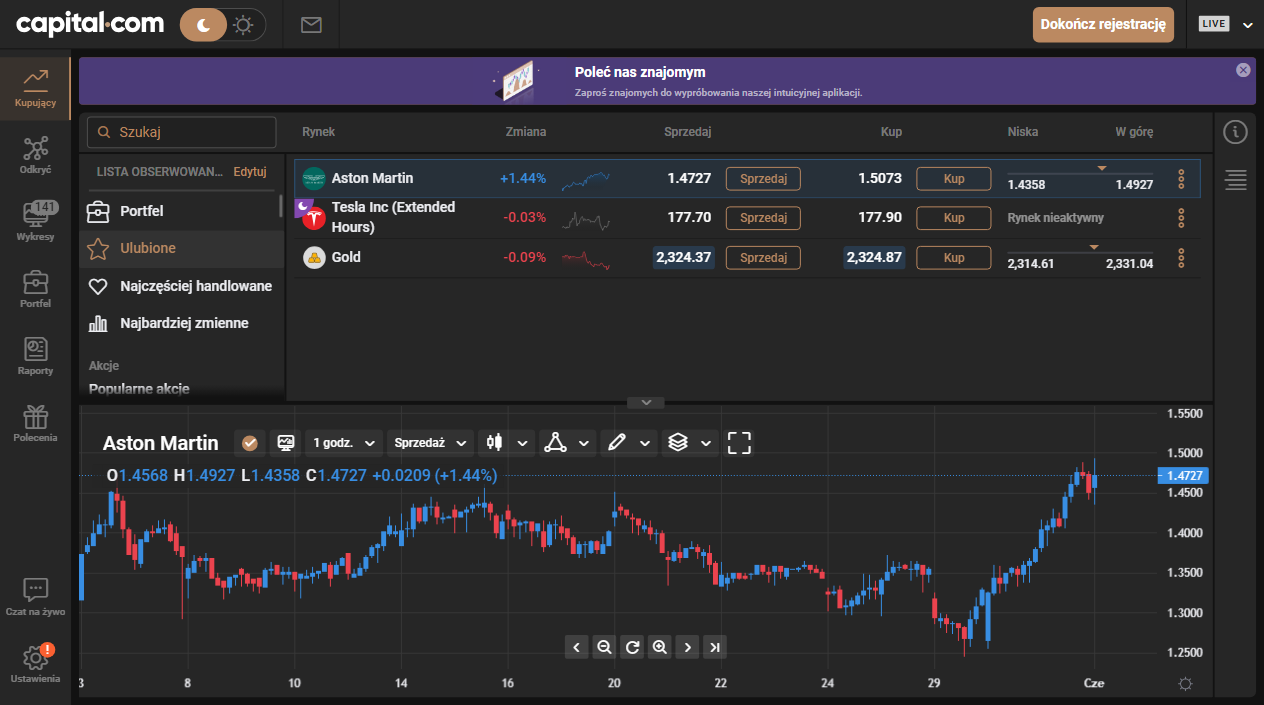 capital.com
Dokończ rejestrację
LIVE
Kupujący
Odkryć
141
Wykresy
Portfel
Raporty
Polecenia
Czat na żywo
!
Ustawienia
Poleć nas znajomym
Zaproś znajomych do wypróbowania naszej intuicyjnej aplikacji.
Szukaj
LISTA OBSERWOWAN... Edytuj
Portfel
Ulubione
Najczęściej handlowane
Najbardziej zmienne
Akcje
Popularne akcje
Rynek Zmiana Sprzedaj Kup Niska W górę
Aston Martin +1.44% 1.4727 Sprzedaj 1.5073 Kup 1.4358 1.4927
Tesla Inc (Extended
Hours) -0.03% 177.70 Sprzedaj 177.90 Kup Rynek nieaktywny
Gold -0.09% 2,324.37 Sprzedaj 2,324.87 Kup 2,314.61 2,331.04
Aston Martin 1 godz. Sprzedaż
O1.4568 H1.4927 L1.4358 C1.4727 +0.0209 (+1.44%)
1.5500
1.5000
1.4727
1.4500
1.4000
1.3500
1.3000
1.2500
3 8 10 14 16 20 22 24 29 Cze